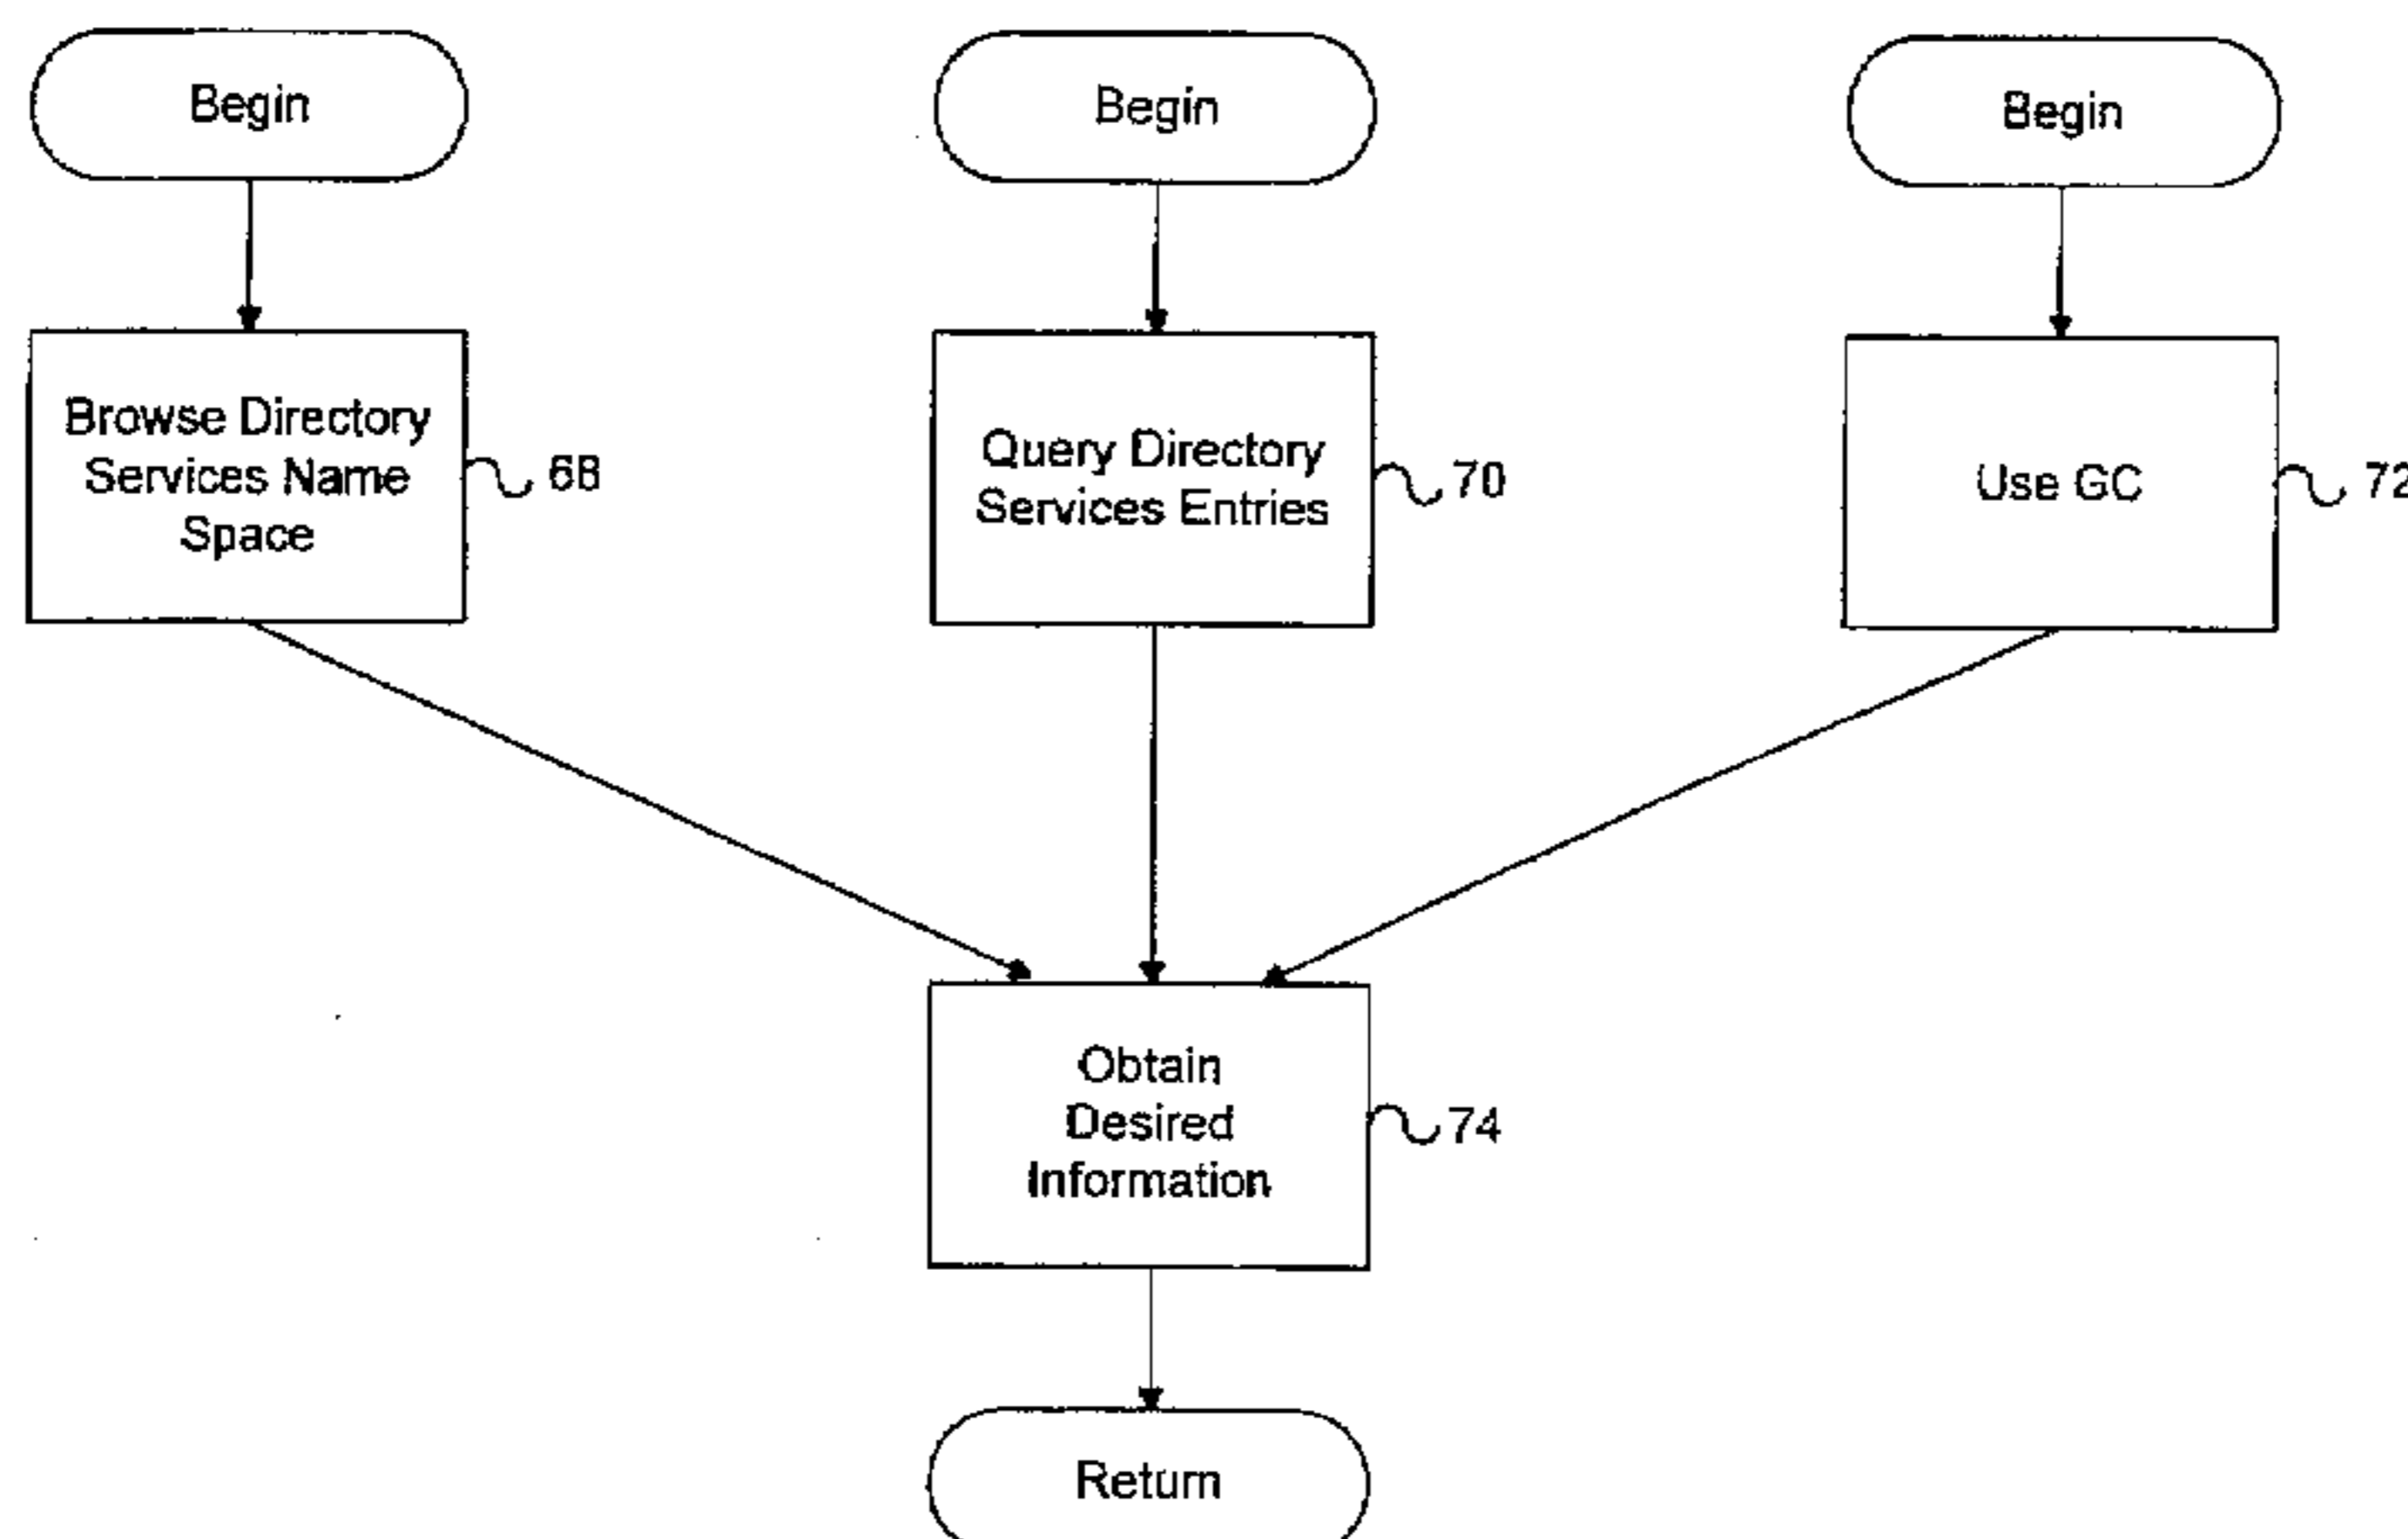 Begin
Begin
Begin
Browse Directory
Services Name
Space
68
Query Directory
Services Entries
70
Use GC
72
Obtain
Desired
Information
74
Return